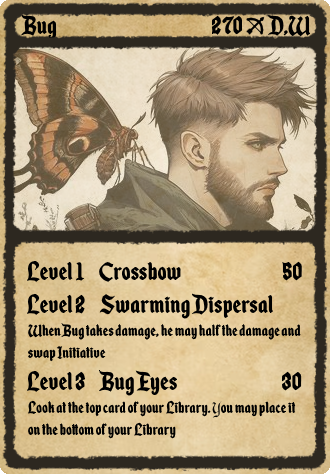 Bug 270 X D.W
Level 1 Crossbow 50
Level 2 Swarming Dispersal
When Bug takes damage, he may half the damage and
swap Initiative
Level 3 Bug Eyes 30
Look at the top card of your Library. You may place it
on the bottom of your Library